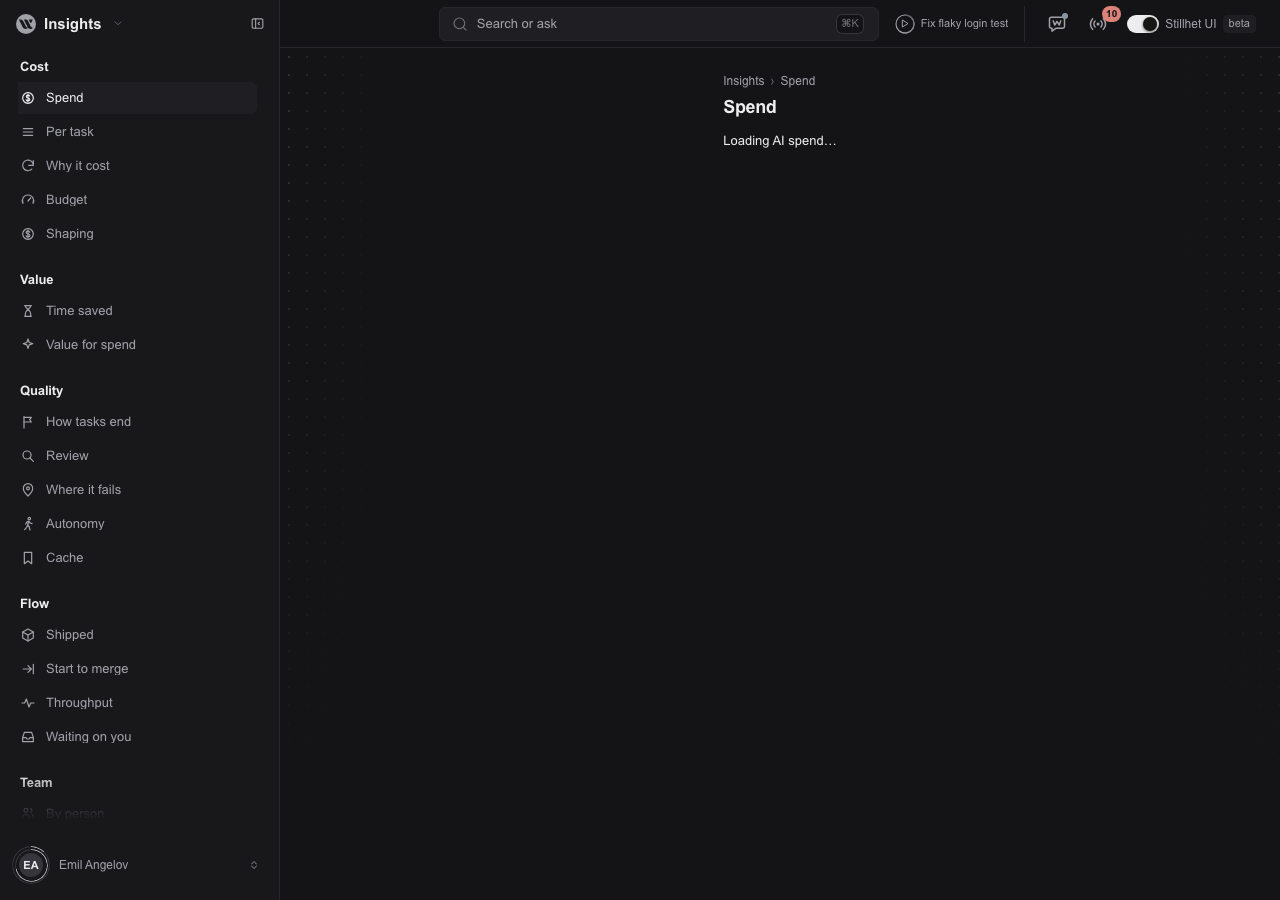 Insights
Search or ask
⌘K
Fix flaky login test
10
Stillhet UI
beta
Cost
Spend
Per task
Why it cost
Budget
Shaping
Value
Time saved
Value for spend
Quality
How tasks end
Review
Where it fails
Autonomy
Cache
Flow
Shipped
Start to merge
Throughput
Waiting on you
Team
By person
EA
Emil Angelov
Insights › Spend
Spend
Loading AI spend…